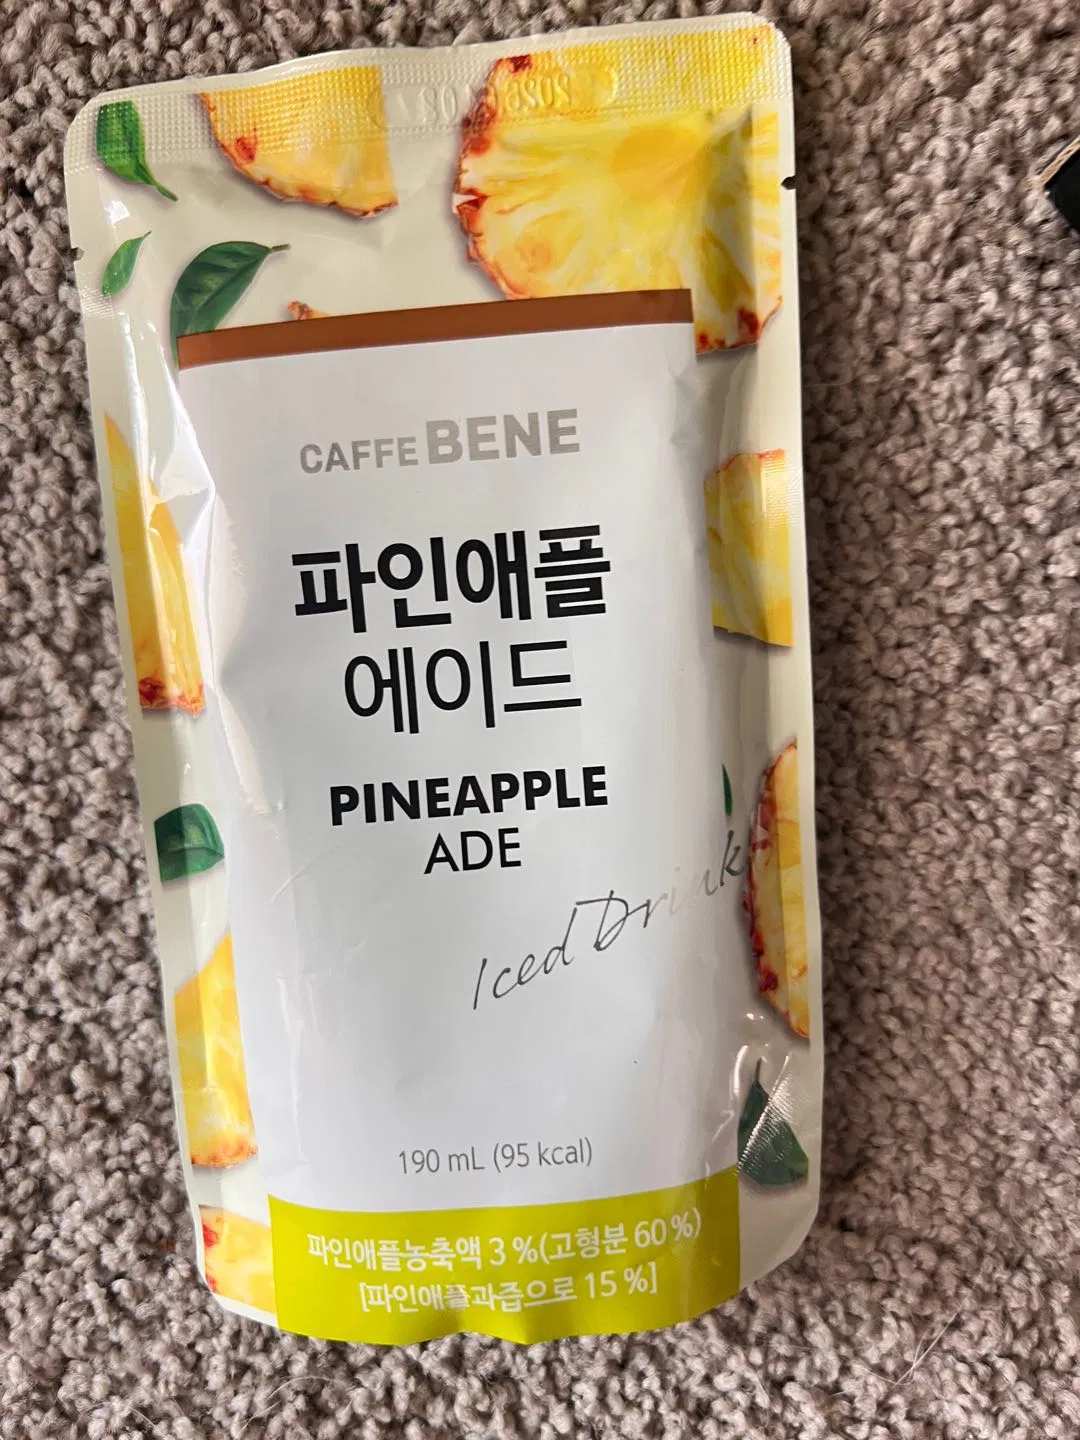 CAFFE BENE
파인애플
에이드
PINEAPPLE
ADE
Iced Drink
190 mL (95 kcal)
파인애플농축액 3 %(고형분 60 %)
[파인애플과즙으로 15 %]